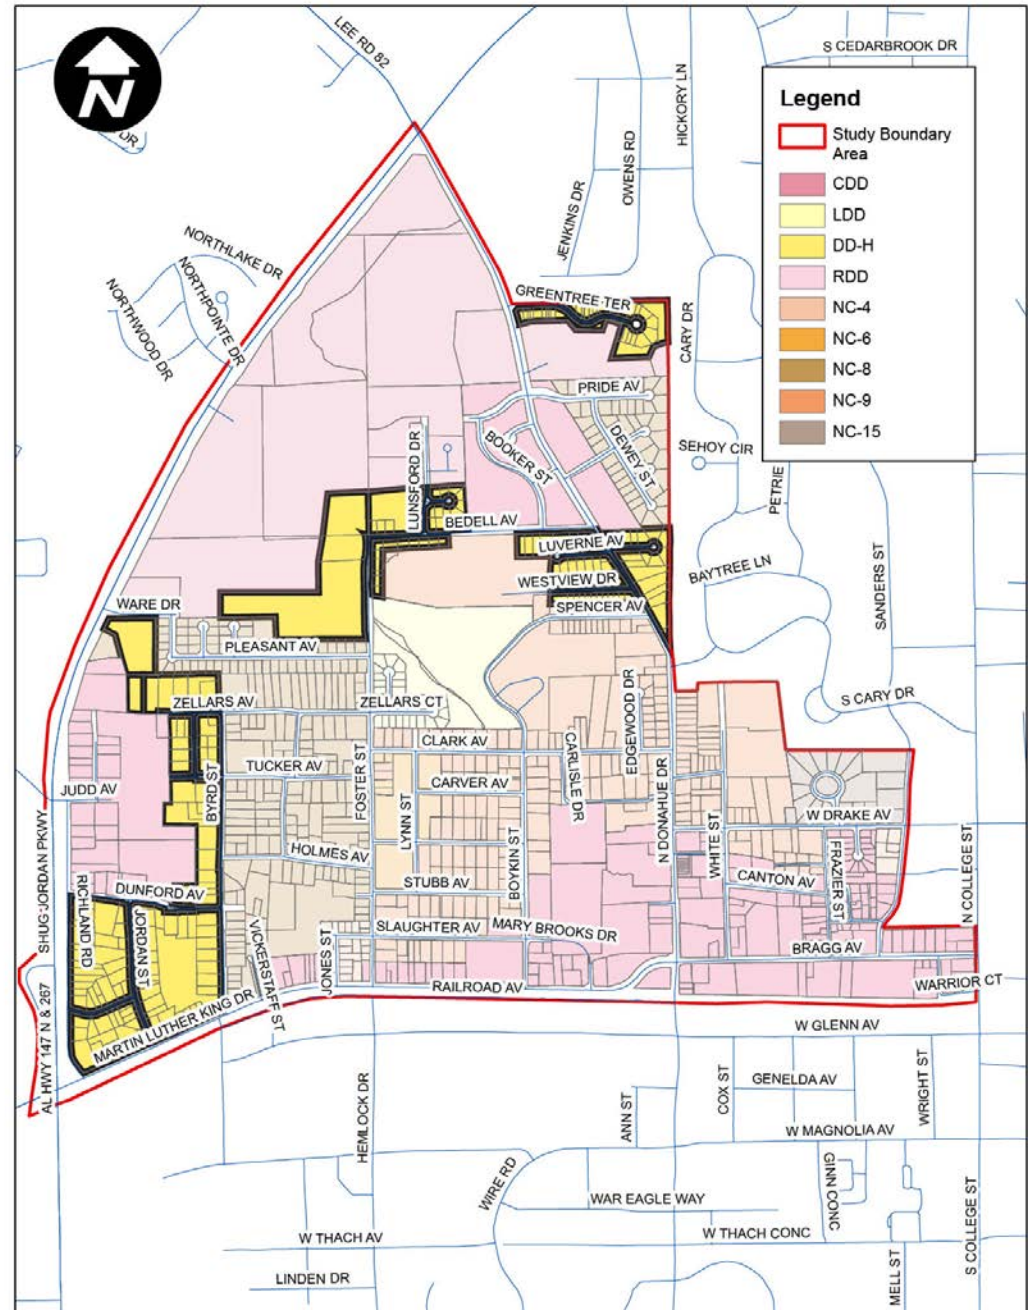 LEE RD 82
S CEDARBROOK DR
N
DR
HICKORY LN
OWENS RD
JENKINS DR
Legend
Study Boundary
Area
CDD
LDD
DD-H
RDD
NC-4
NC-6
NC-8
NC-9
NC-15
NORTHLAKE DR
NORTHPOINTE DR
NORTHWOOD DR
GREENTREE TER
CARY DR
PRIDE AV
DEWEY ST
BOOKER ST
LUNSFORD DR
SEHOY CIR
PETRIE
BEDELL AV
LUVERNE AV
WESTVIEW DR
SPENCER AV
BAYTREE LN
SANDERS ST
WARE DR
PLEASANT AV
ZELLARS AV
ZELLARS CT
EDGEWOOD DR
S CARY DR
CLARK AV
CARLISLE DR
TUCKER AV
CARVER AV
JUDD AV
BYRD ST
FOSTER ST
LYNN ST
N DONAHUE DR
WHITE ST
W DRAKE AV
HOLMES AV
BOYKIN ST
FRAZIER ST
CANTON AV
STUBB AV
DUNFORD AV
RICHLAND RD
JORDAN ST
SHUG JORDAN PKWY
N COLLEGE ST
VICKERSTAFF ST
JONES ST
SLAUGHTER AV
MARY BROOKS DR
BRAGG AV
RAILROAD AV
WARRIOR CT
MARTIN LUTHER KING DR
AL HWY 147 N & 267
W GLENN AV
HEMLOCK DR
ANN ST
COX ST
GENELDA AV
WRIGHT ST
W MAGNOLIA AV
WIRE RD
WAR EAGLE WAY
GINN CONC
W THACH AV
W THACH CONC
S COLLEGE ST
MELL ST
LINDEN DR